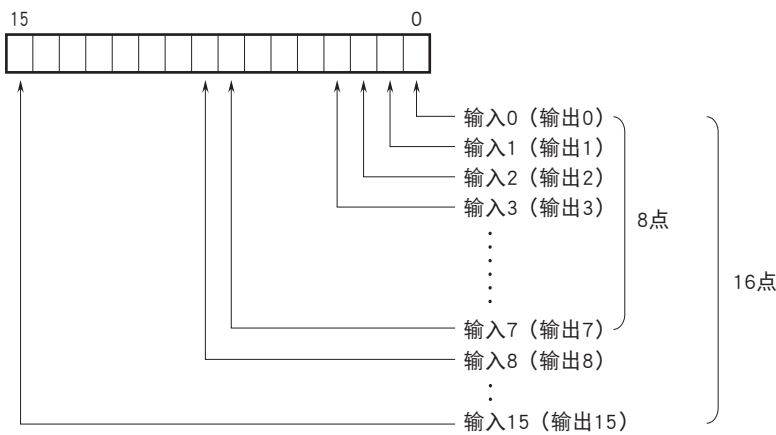 15 0
输入0（输出0）
输入1（输出1）
输入2（输出2）
输入3（输出3）
8点
16点
输入7（输出7）
输入8（输出8）
输入15（输出15）